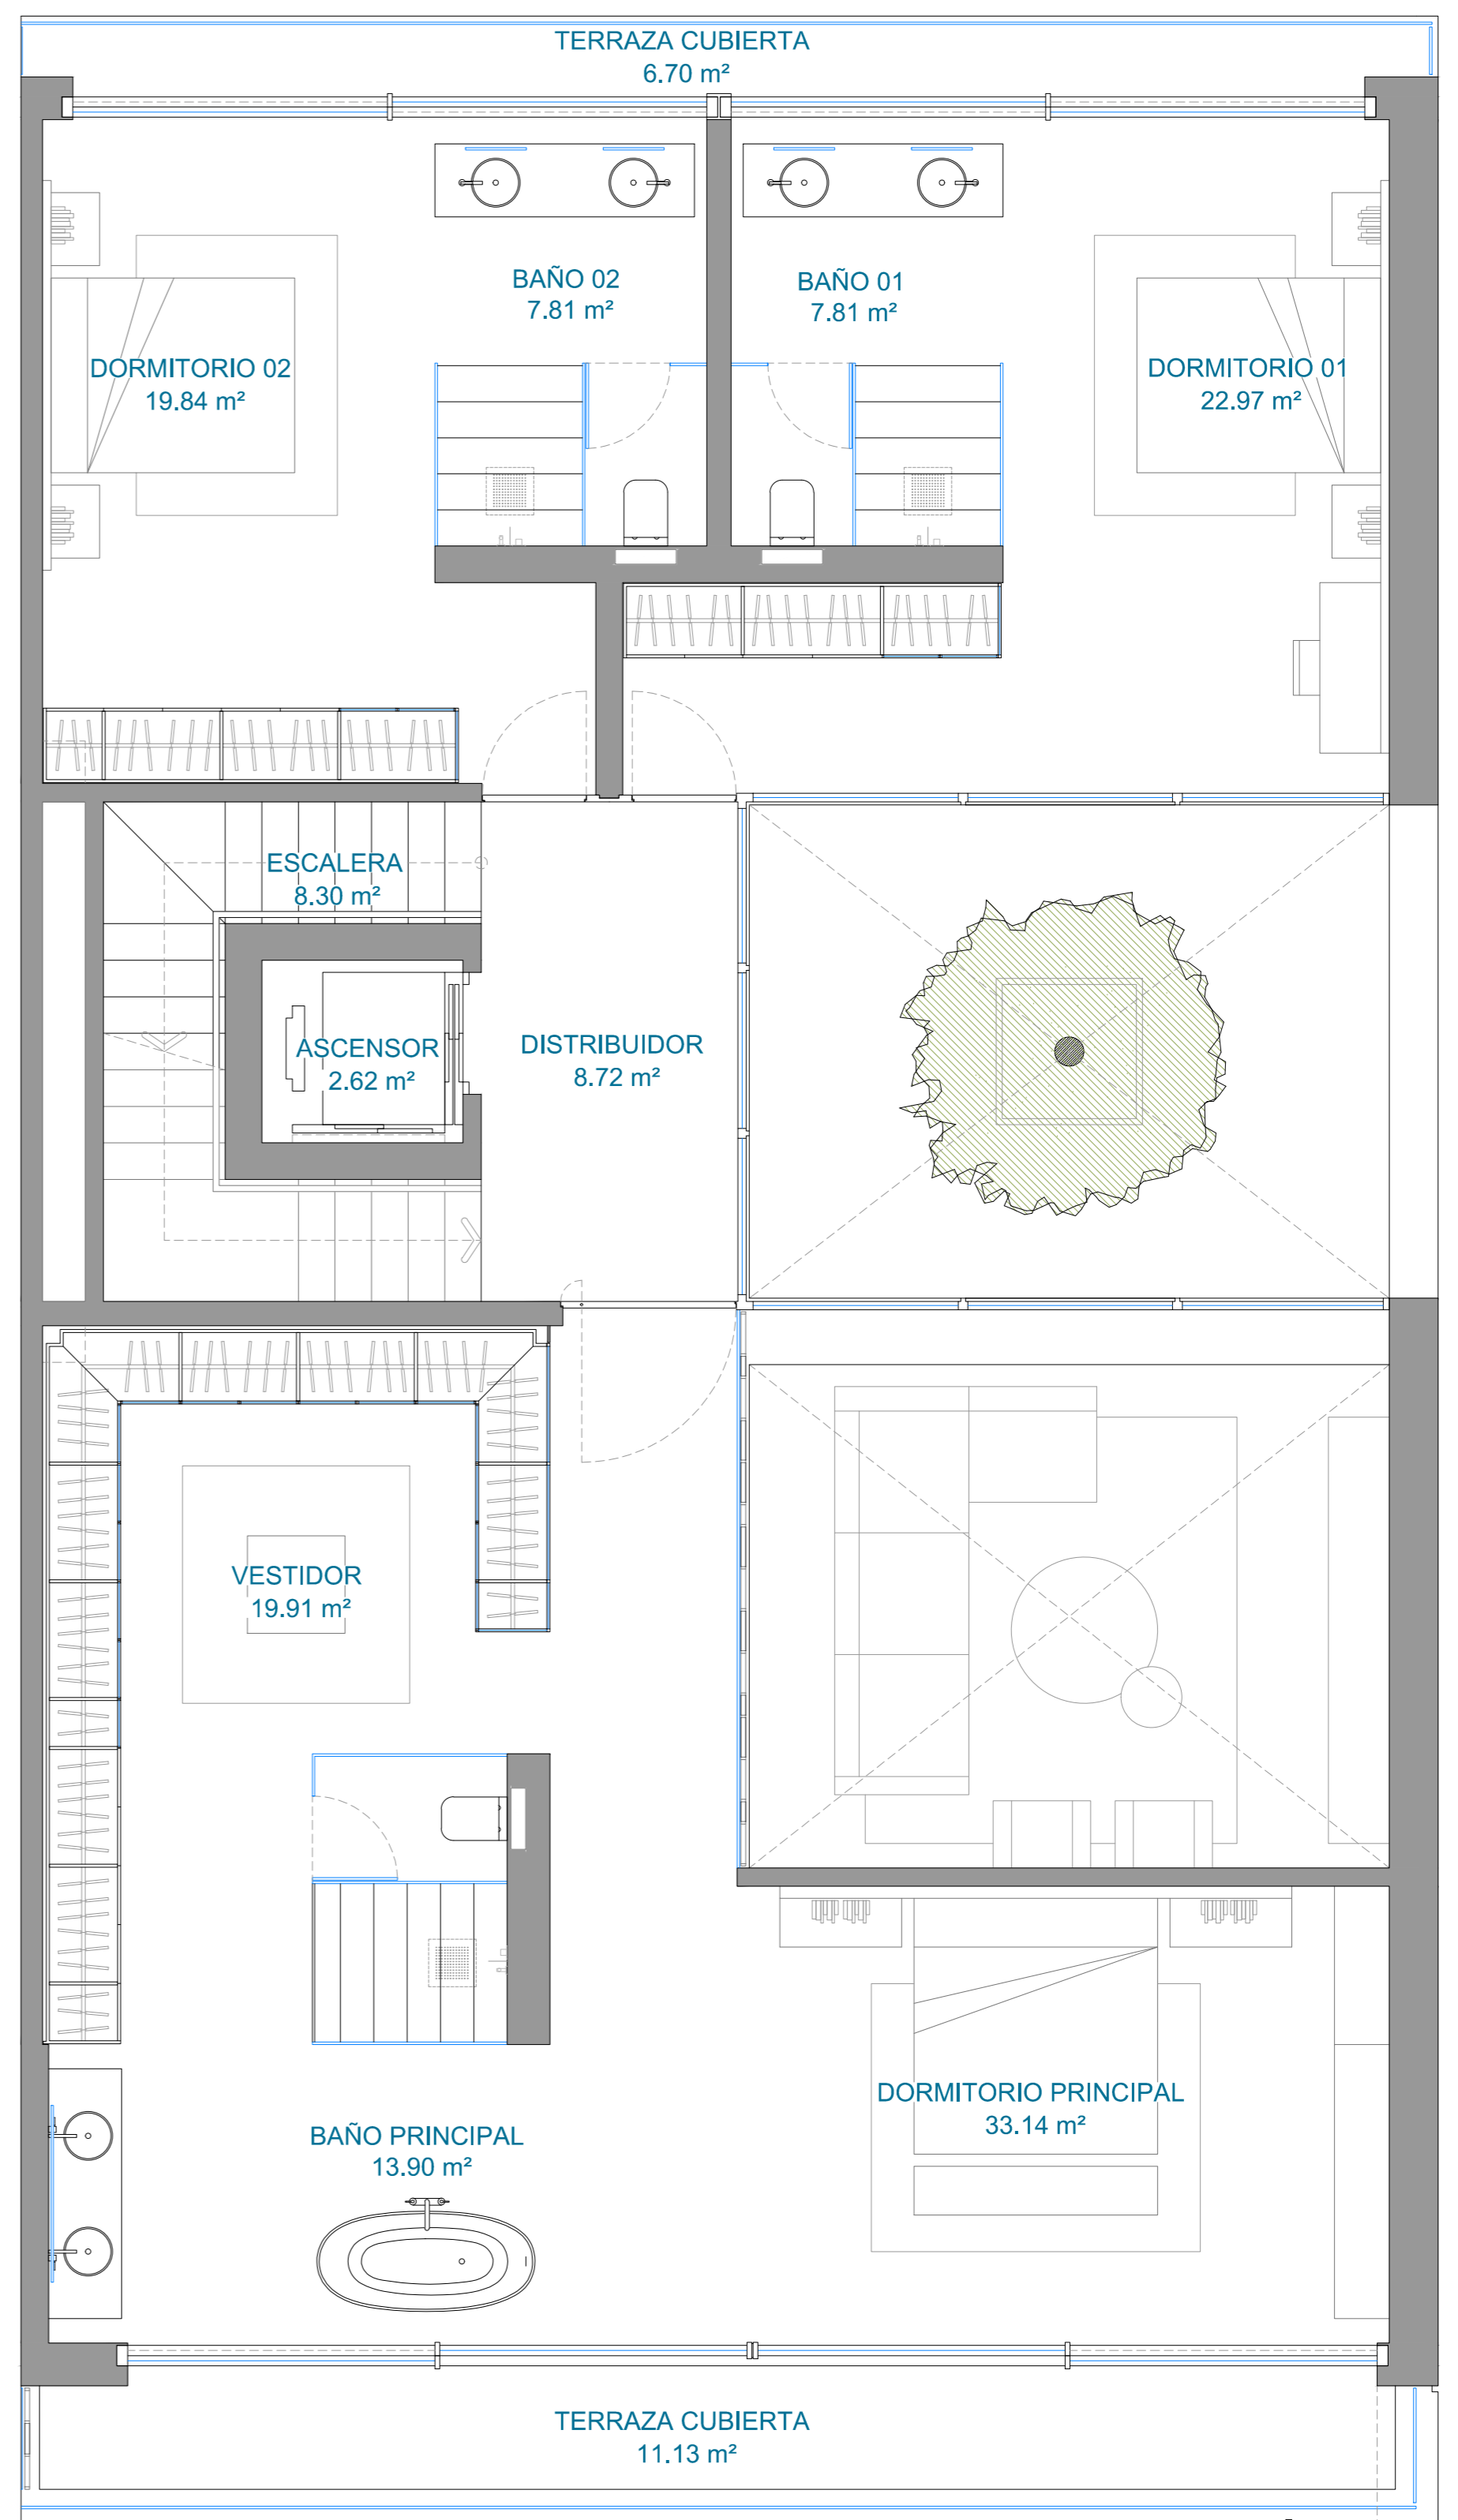 TERRAZA CUBIERTA
6.70 m²
BAÑO 02
7.81 m²
BAÑO 01
7.81 m²
DORMITORIO 02
19.84 m²
DORMITORIO 01
22.97 m²
ESCALERA
8.30 m²
ASCENSOR
2.62 m²
DISTRIBUIDOR
8.72 m²
VESTIDOR
19.91 m²
DORMITORIO PRINCIPAL
33.14 m²
BAÑO PRINCIPAL
13.90 m²
TERRAZA CUBIERTA
11.13 m²